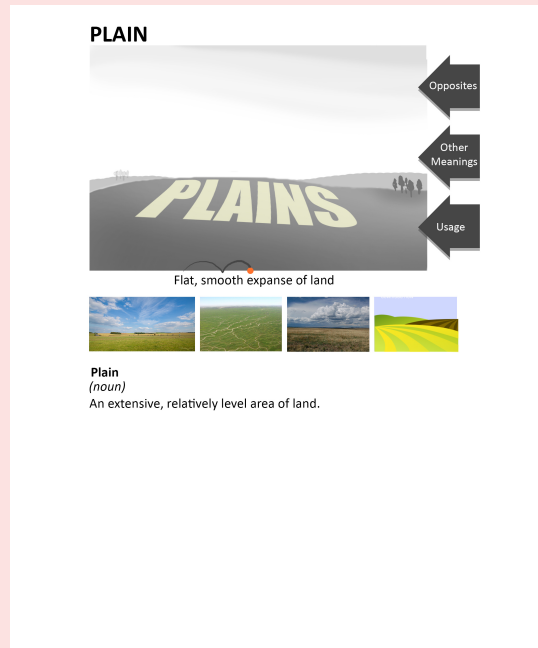 PLAIN
Opposites
Other
Meanings
PLAINS
Usage
Flat, smooth expanse of land
Plain
(noun)
An extensive, relatively level area of land.